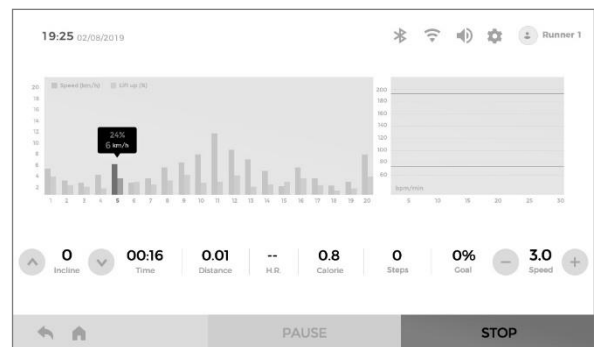 19:25 02/08/2019
Runner 1
Speed (km/h) Lift up (%)
20
18
16
14
12
10
8
6
4
2
24%
6 km/h
1 2 3 4 5 6 7 8 9 10 11 12 13 14 15 16 17 18 19 20
200
180
160
140
120
100
80
60
bpm/min
5 10 15 20 25 30
0 00:16 0.01 -- 0.8 0 0% 3.0
Incline Time Distance H.R. Calorie Steps Goal Speed
PAUSE STOP